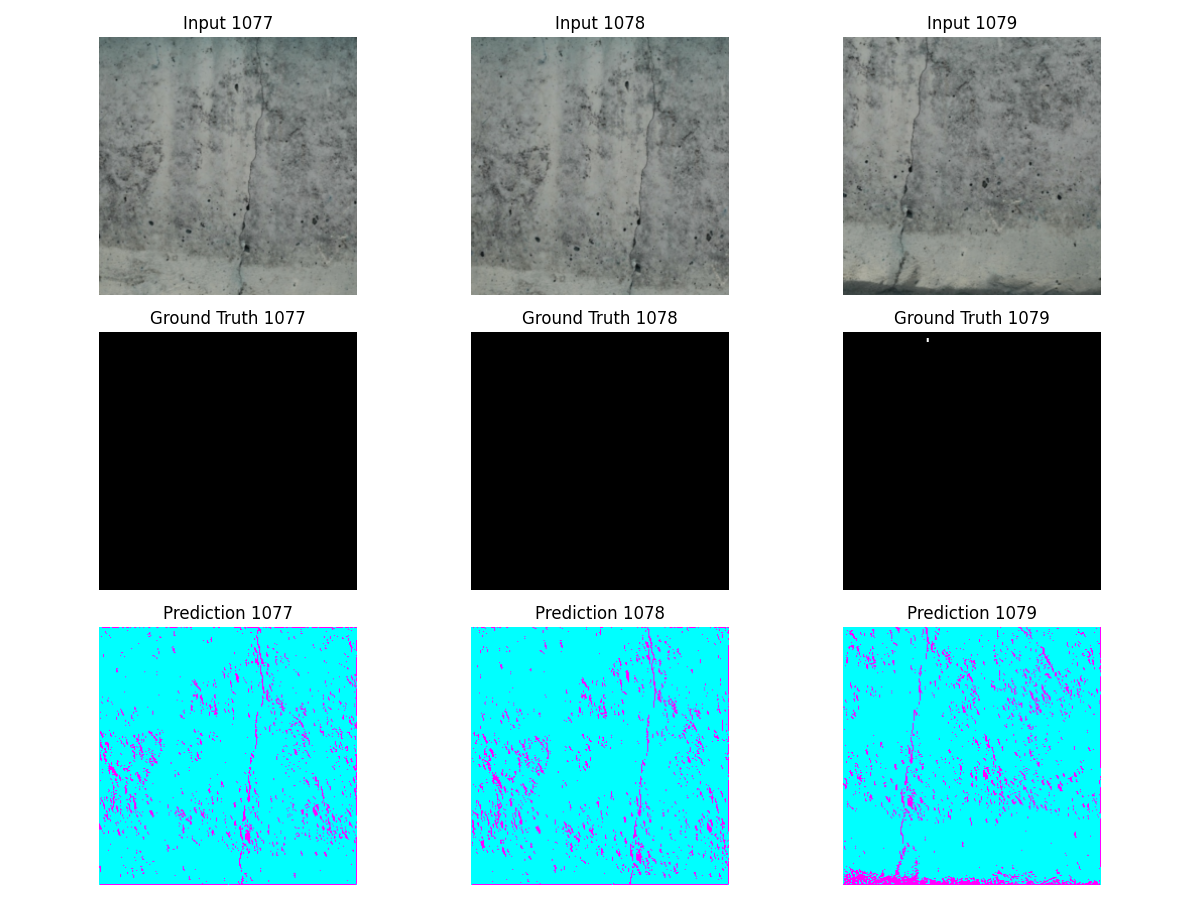 Input 1077
Input 1078
Input 1079
Ground Truth 1077
Ground Truth 1078
Ground Truth 1079
Prediction 1077
Prediction 1078
Prediction 1079